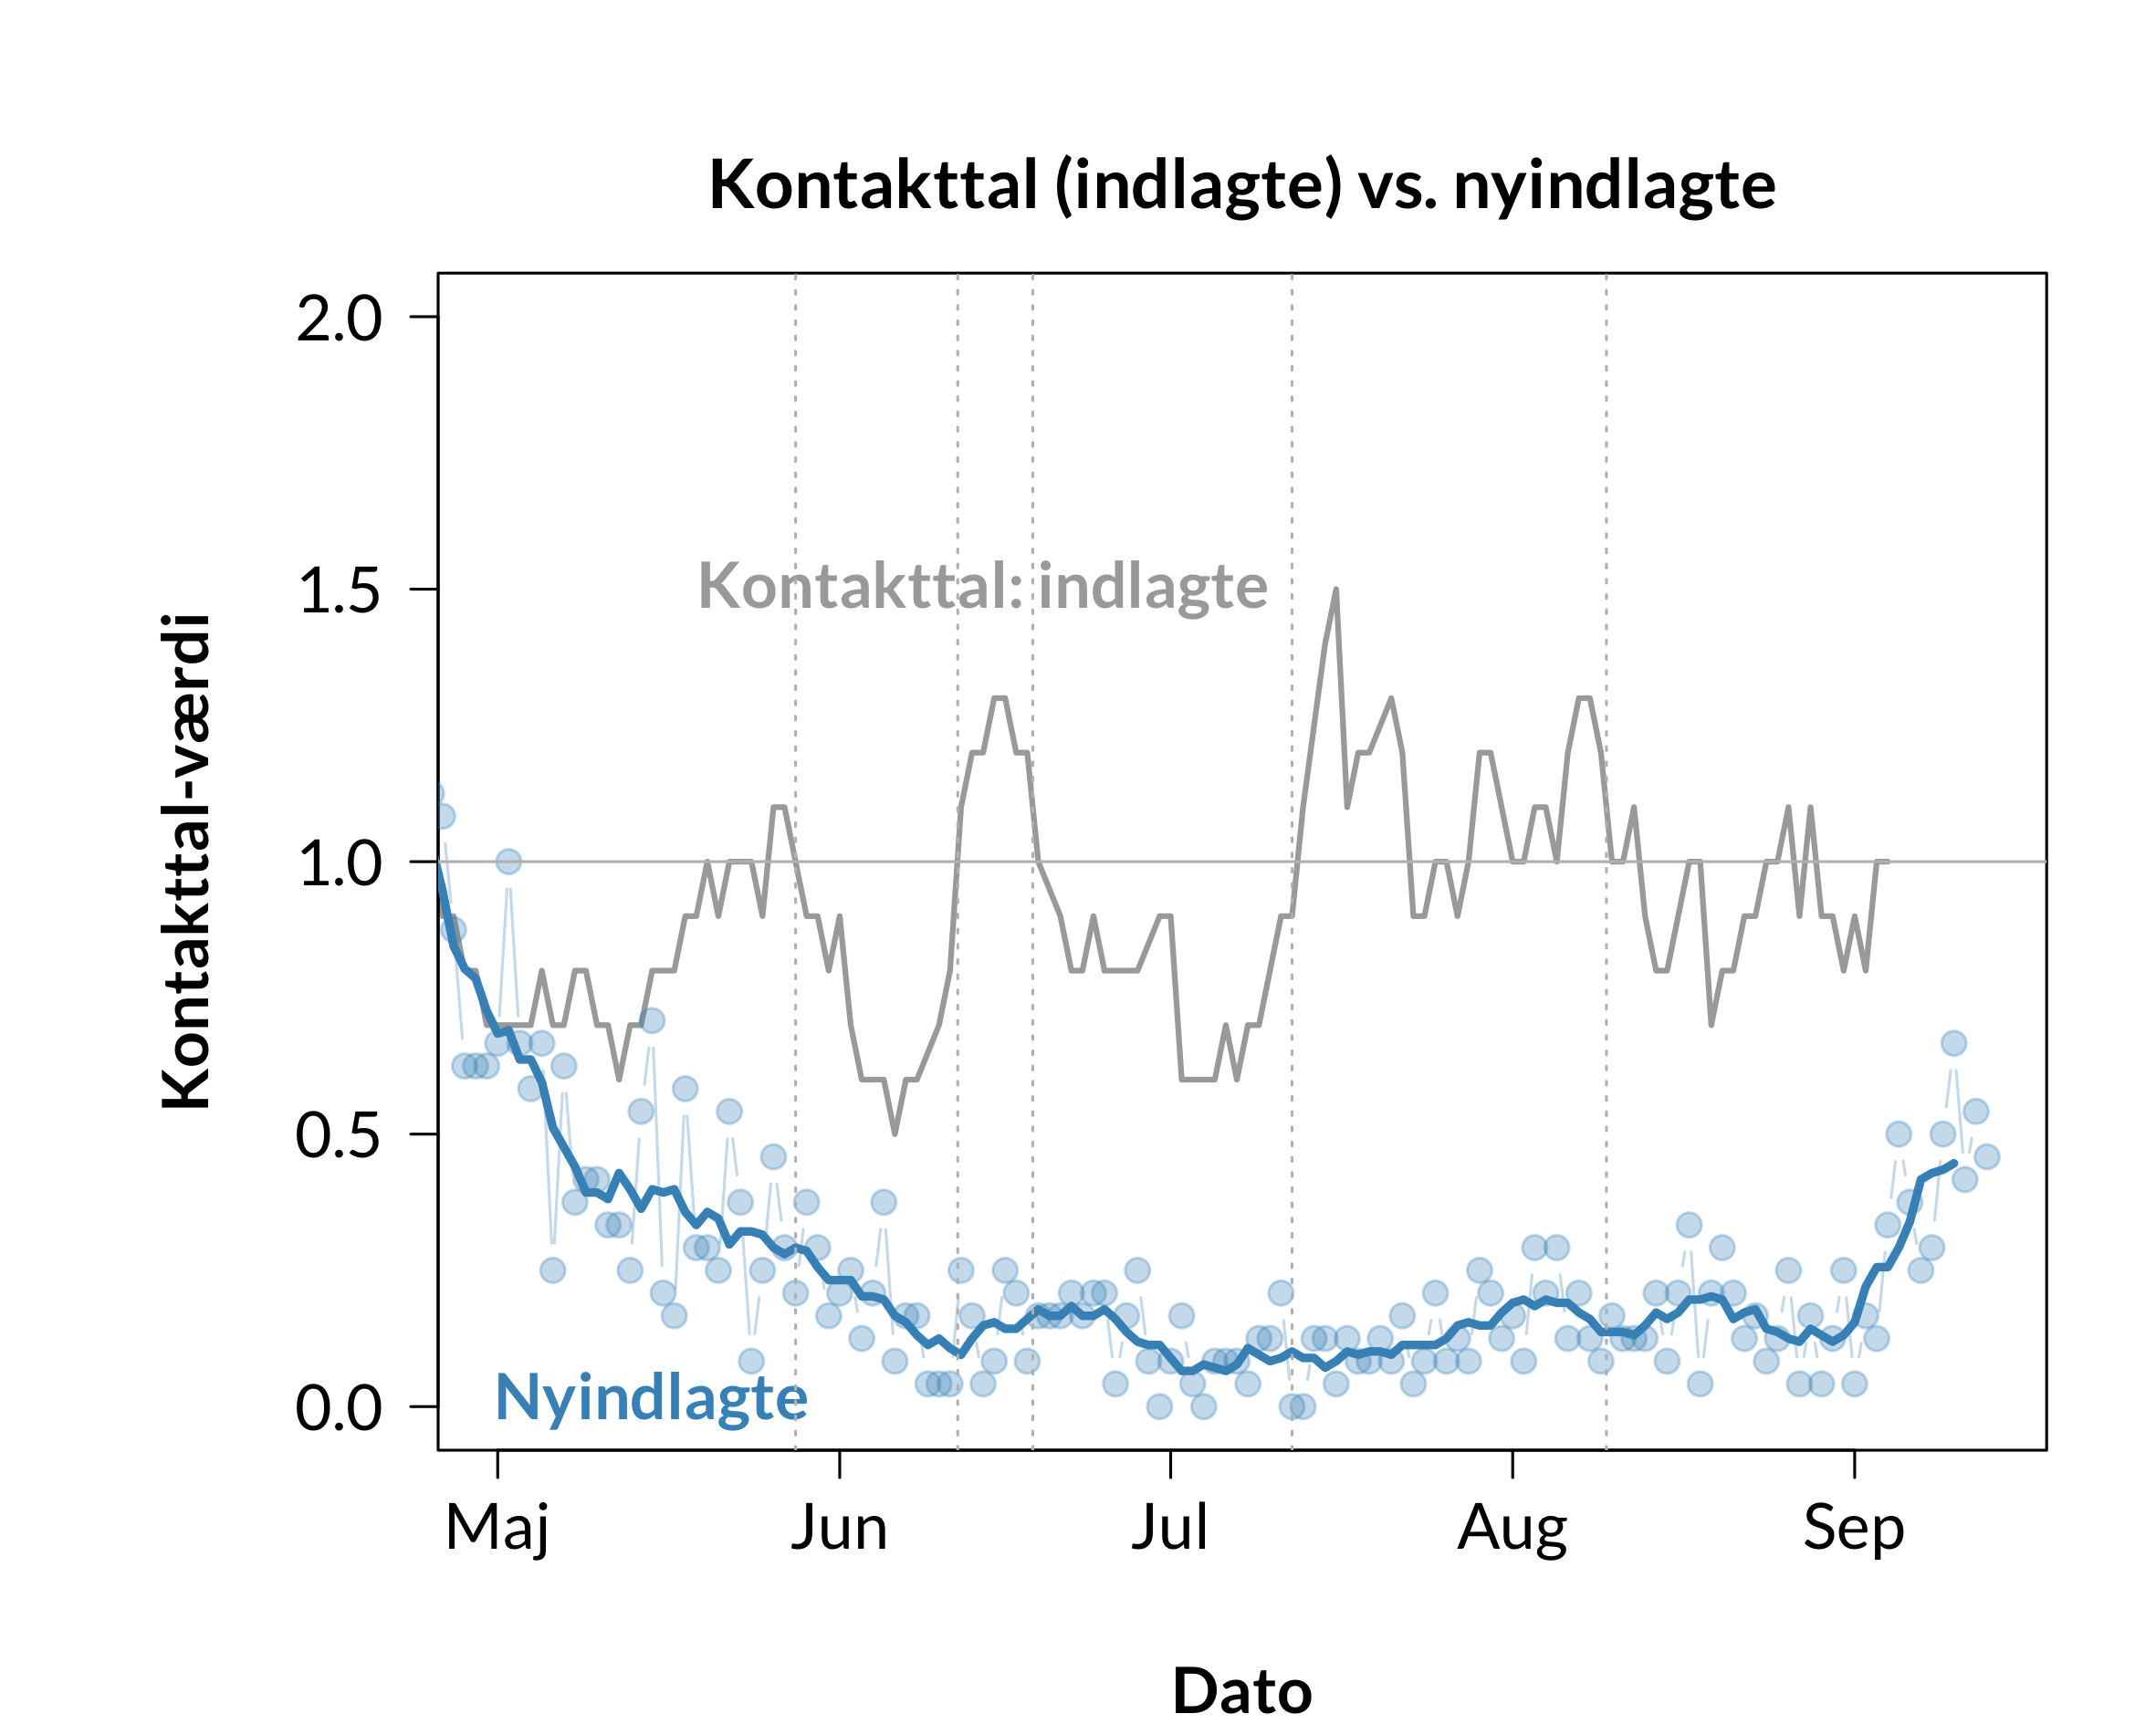 Kontakttal (indlagte) vs. nyindlagte
Kontakttal-værdi
2.0
1.5
1.0
0.5
0.0
Kontakttal: indlagte
Nyindlagte
Maj Jun Jul Aug Sep
Dato